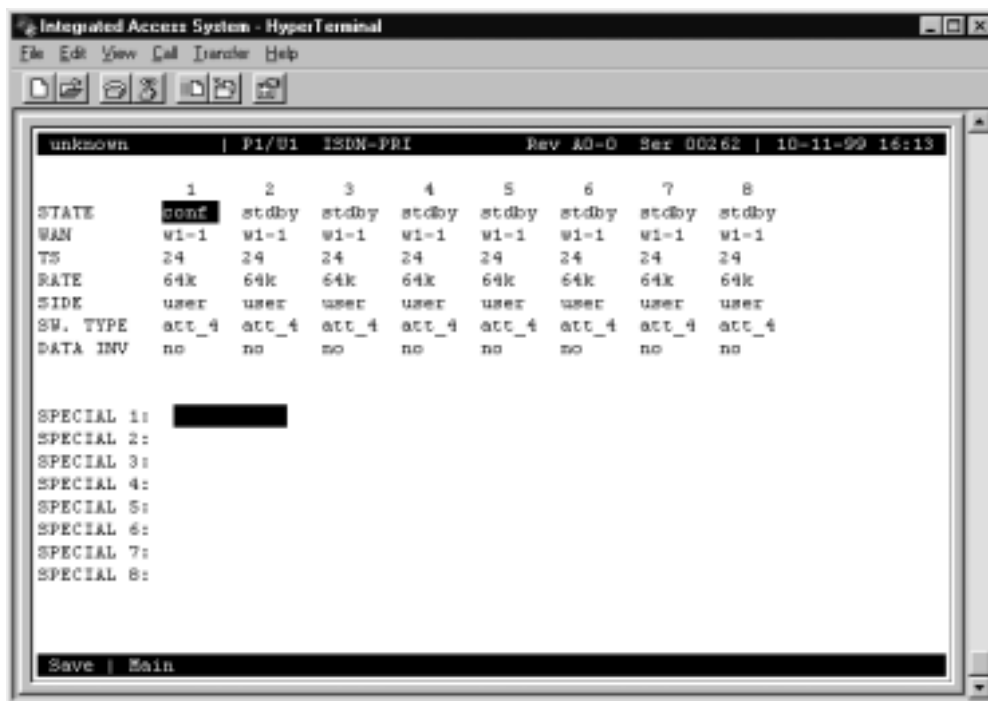 Integrated Access System - HyperTerminal
File Edit View Call Transfer Help
unknown | P1/U1 ISDN-PRI Rev A0-0 Ser 00262 | 10-11-99 16:13
1 2 3 4 5 6 7 8
STATE conf stdby stdby stdby stdby stdby stdby stdby
WAN w1-1 w1-1 w1-1 w1-1 w1-1 w1-1 w1-1 w1-1
TS 24 24 24 24 24 24 24 24
RATE 64k 64k 64k 64k 64k 64k 64k 64k
SIDE user user user user user user user user
SW. TYPE att_4 att_4 att_4 att_4 att_4 att_4 att_4 att_4
DATA INV no no no no no no no no
SPECIAL 1:
SPECIAL 2:
SPECIAL 3:
SPECIAL 4:
SPECIAL 5:
SPECIAL 6:
SPECIAL 7:
SPECIAL 8:
Save | Main